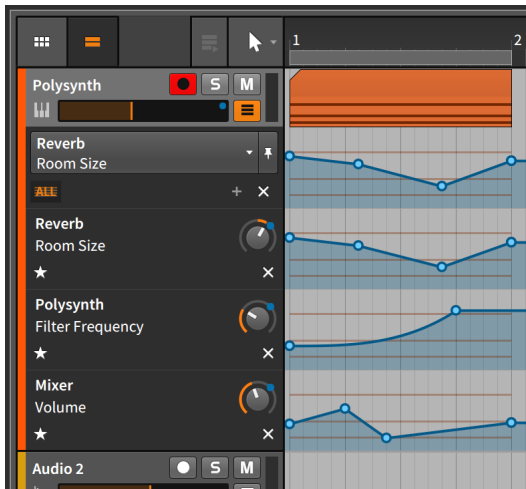 1
2
Polysynth
S
M
Reverb
Room Size
ALL
Reverb
Room Size
Polysynth
Filter Frequency
Mixer
Volume
Audio 2
S
M